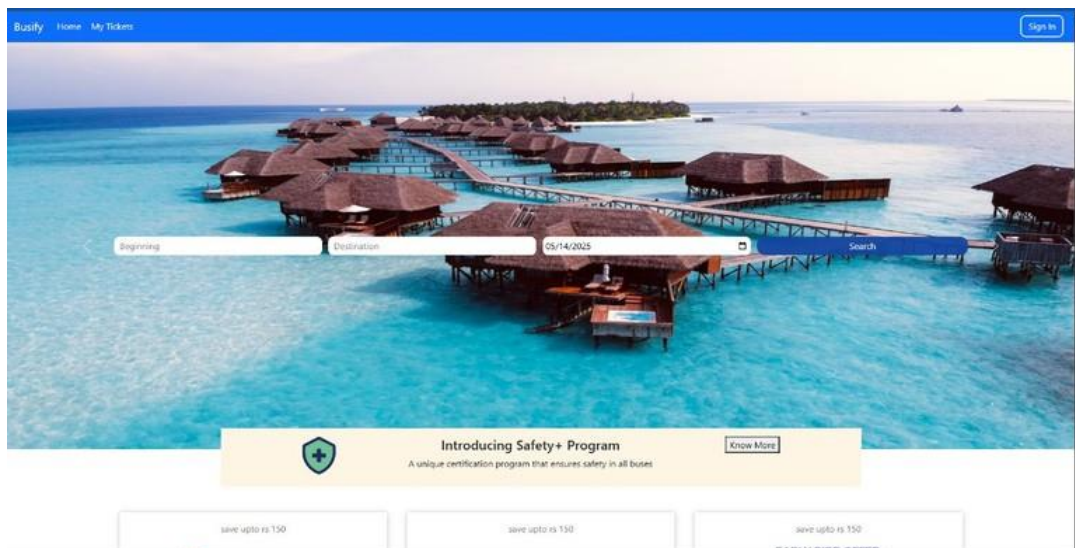 Busify Home My Tickets Sign In
Beginning Destination 05/14/2025 Search
Introducing Safety+ Program Know More
A unique certification program that ensures safety in all buses
save upto rs 150 save upto rs 150 save upto rs 150